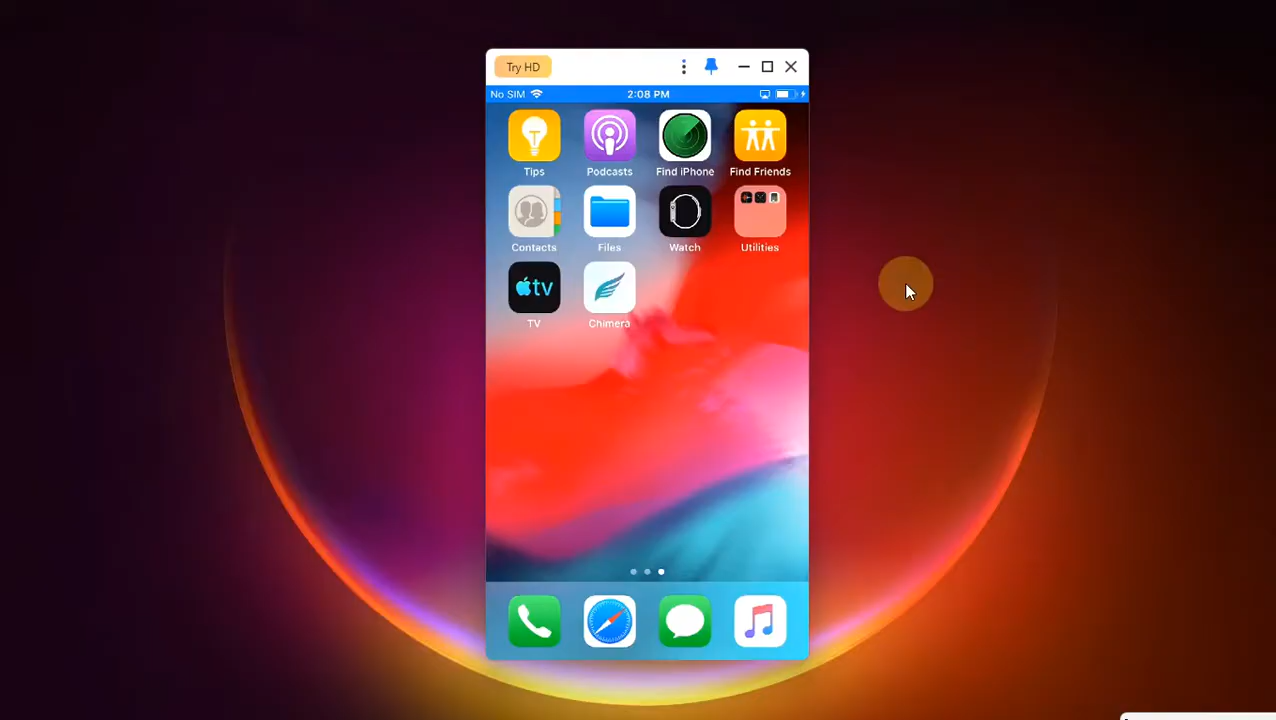 Try HD
No SIM 2:08 PM
Tips Podcasts Find iPhone Find Friends
Contacts Files Watch Utilities
tv
TV Chimera